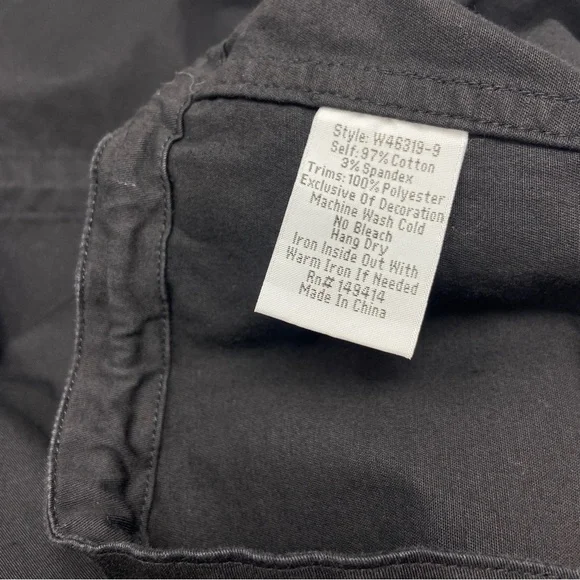 Style: W46319-9
Self: 97% Cotton
3% Spandex
Trims: 100% Polyester
Exclusive Of Decoration
Machine Wash Cold
No Bleach
Hang Dry
Iron Inside Out With
Warm Iron If Needed
Rn# 149414
Made In China